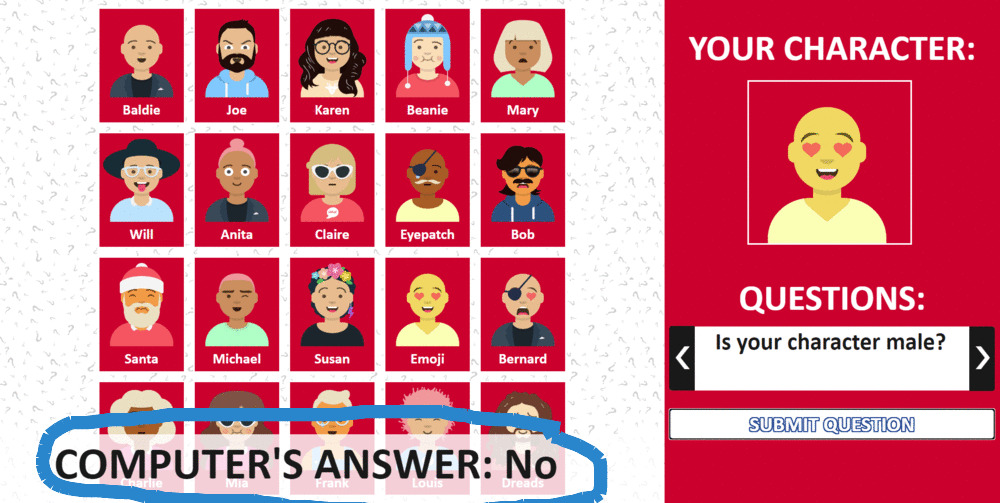 YOUR CHARACTER:
Baldie
Joe
Karen
Beanie
Mary
Will
Anita
Claire
Eyepatch
Bob
Santa
Michael
Susan
Emoji
Bernard
QUESTIONS:
Is your character male?
SUBMIT QUESTION
COMPUTER'S ANSWER: No
Charlie
Mia
Frank
Louis
Dreads